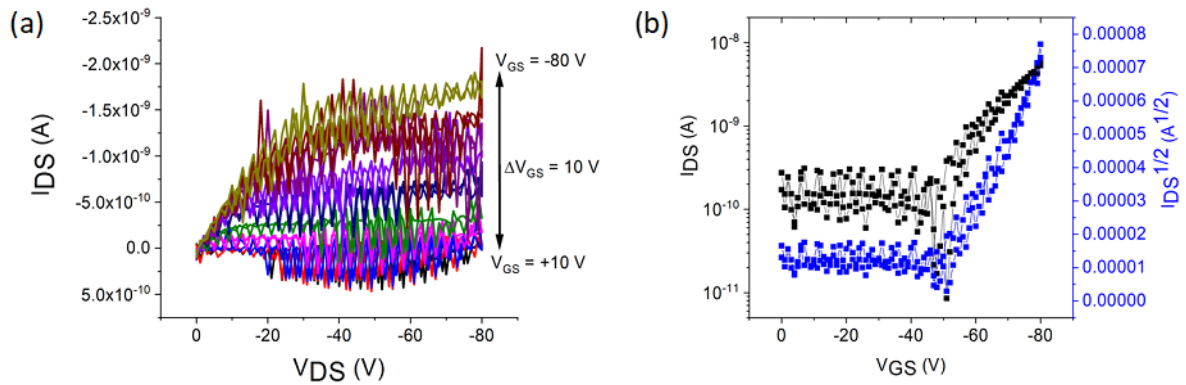 (a)
-2.5x10⁻⁹
-2.0x10⁻⁹
-1.5x10⁻⁹
-1.0x10⁻⁹
-5.0x10⁻¹⁰
0.0
5.0x10⁻¹⁰
IDS (A)
0
-20
-40
-60
-80
VDS (V)
VGS = -80 V
ΔVGS = 10 V
VGS = +10 V
(b)
10⁻⁸
10⁻⁹
10⁻¹⁰
10⁻¹¹
IDS (A)
0
-20
-40
-60
-80
VGS (V)
0.00008
0.00007
0.00006
0.00005
0.00004
0.00003
0.00002
0.00001
0.00000
IDS^1/2 (A^1/2)